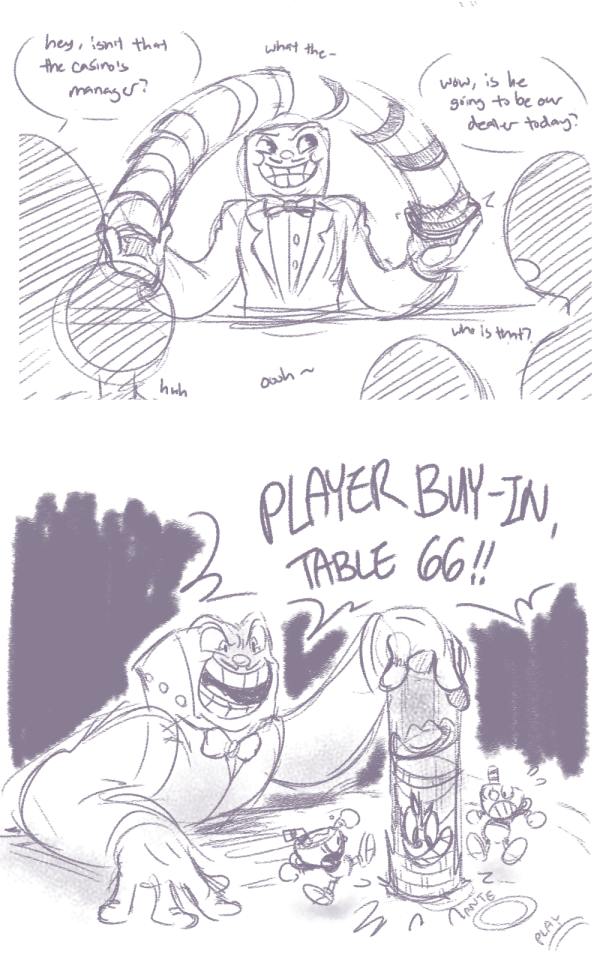 hey, isn't that
the casino's
manager?
what the-
wow, is he
going to be our
dealer today?
who is that?
huh
oooh ~
PLAYER BUY-IN,
TABLE 66!!
ANTE
PLAY